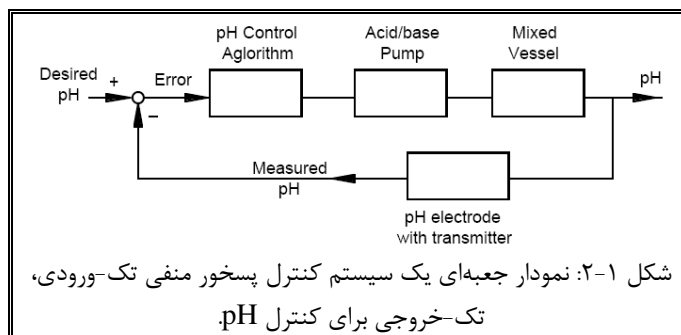 pH Control Aglorithm
Acid/base Pump
Mixed Vessel
Desired pH
+
Error
−
pH
Measured pH
pH electrode with transmitter
شکل ۱-۲: نمودار جعبه‌ای یک سیستم کنترل پسخور منفی تک-ورودی،
تک-خروجی برای کنترل pH.